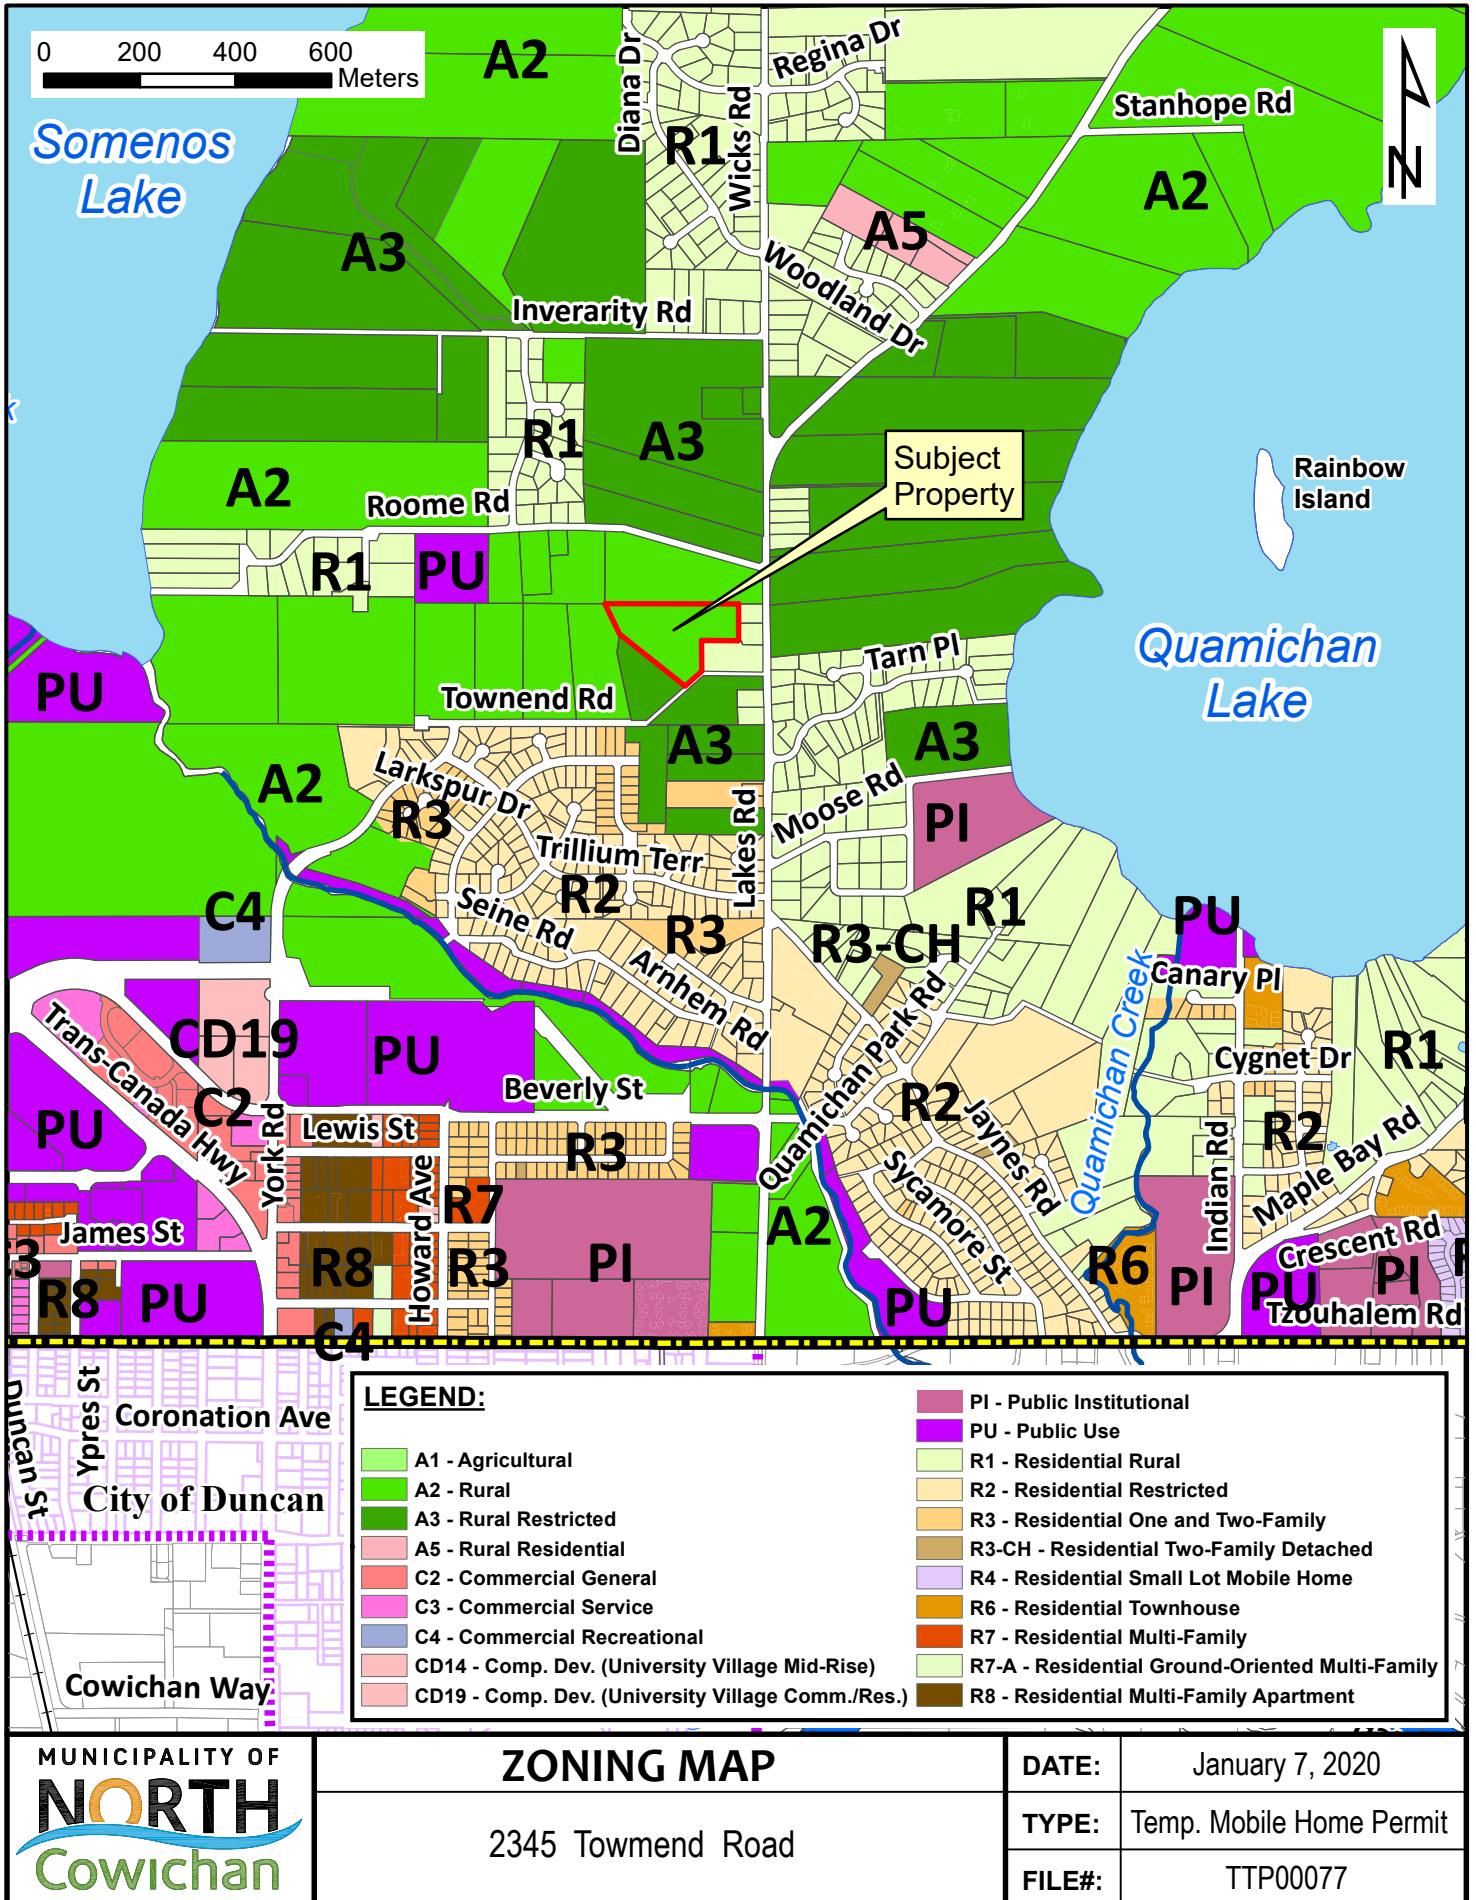 0 200 400 600
Meters
Somenos
Lake
A2
Diana Dr
Regina Dr
R1
Wicks Rd
Stanhope Rd
N
A2
A3
A5
Woodland Dr
Inverarity Rd
R1
A3
Subject
Property
Rainbow
Island
A2
Roome Rd
R1
PU
Quamichan
Lake
Tarn Pl
PU
Townend Rd
A3
A3
A2
Larkspur Dr
R3
Moose Rd
PI
Lakes Rd
Trillium Terr
R2
C4
Seine Rd
R3
R3-CH
R1
PU
Arnhem Rd
Canary Pl
Quamichan Creek
Trans-Canada Hwy
CD19
PU
Quamichan Park Rd
Cygnet Dr
R1
C2
Beverly St
R2
Jaynes Rd
PU
York Rd
Lewis St
R3
R2
Indian Rd
Maple Bay Rd
Quamichan Rd
Quamichan Creek
Howard Ave
R7
Sycamore St
James St
A2
C3
R8
R3
PI
R6
PI
Crescent Rd
PI
R8
PU
PU
PU
Tzouhalem Rd
C4
Duncan St
Ypres St
Coronation Ave
City of Duncan
Cowichan Way
LEGEND:
A1 - Agricultural
A2 - Rural
A3 - Rural Restricted
A5 - Rural Residential
C2 - Commercial General
C3 - Commercial Service
C4 - Commercial Recreational
CD14 - Comp. Dev. (University Village Mid-Rise)
CD19 - Comp. Dev. (University Village Comm./Res.)
PI - Public Institutional
PU - Public Use
R1 - Residential Rural
R2 - Residential Restricted
R3 - Residential One and Two-Family
R3-CH - Residential Two-Family Detached
R4 - Residential Small Lot Mobile Home
R6 - Residential Townhouse
R7 - Residential Multi-Family
R7-A - Residential Ground-Oriented Multi-Family
R8 - Residential Multi-Family Apartment
MUNICIPALITY OF
NORTH
Cowichan
ZONING MAP
2345 Towmend Road
DATE: January 7, 2020
TYPE: Temp. Mobile Home Permit
FILE#: TTP00077